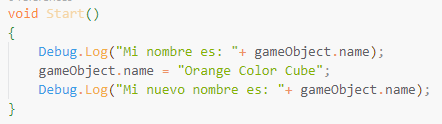 void Start()
{
Debug.Log("Mi nombre es: "+ gameObject.name);
gameObject.name = "Orange Color Cube";
Debug.Log("Mi nuevo nombre es: "+ gameObject.name);
}